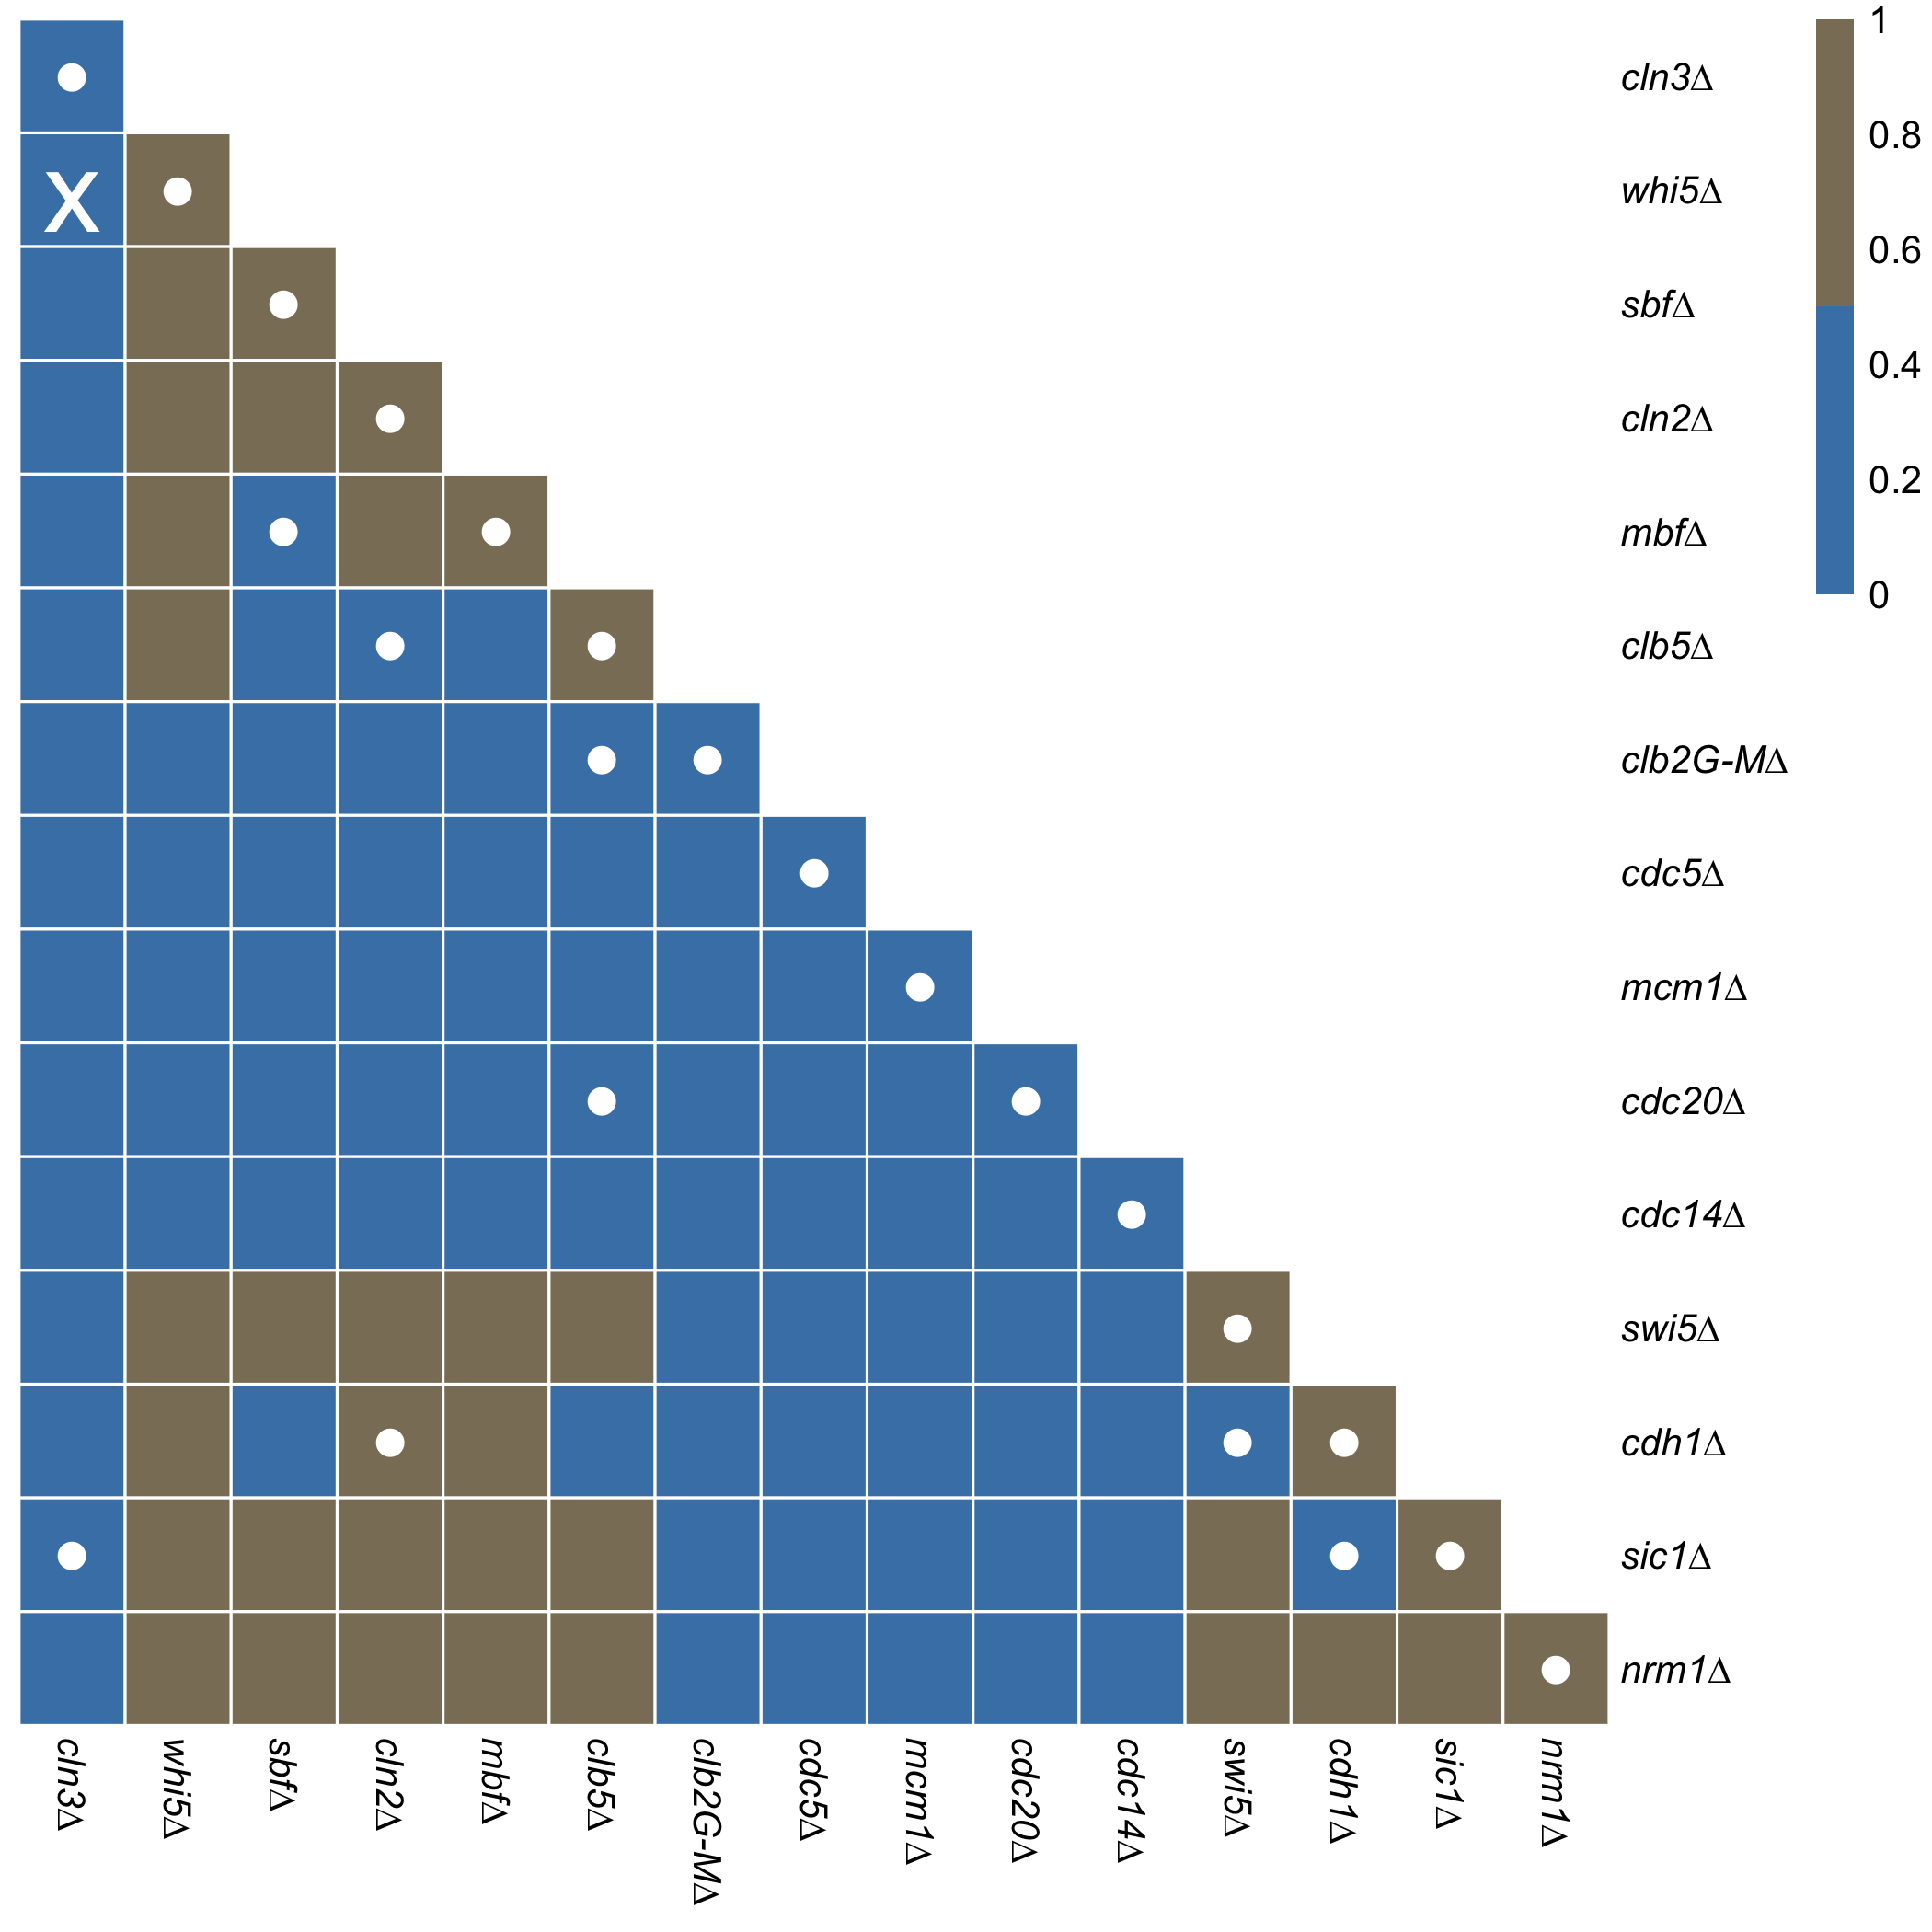 1
cln3Δ
0.8
X
whi5Δ
0.6
sbfΔ
0.4
cln2Δ
0.2
mbfΔ
0
clb5Δ
clb2G-MΔ
cdc5Δ
mcm1Δ
cdc20Δ
cdc14Δ
swi5Δ
cdh1Δ
sic1Δ
nrm1Δ
cln3Δ
whi5Δ
sbfΔ
cln2Δ
mbfΔ
clb5Δ
clb2G-MΔ
cdc5Δ
mcm1Δ
cdc20Δ
cdc14Δ
swi5Δ
cdh1Δ
sic1Δ
nrm1Δ